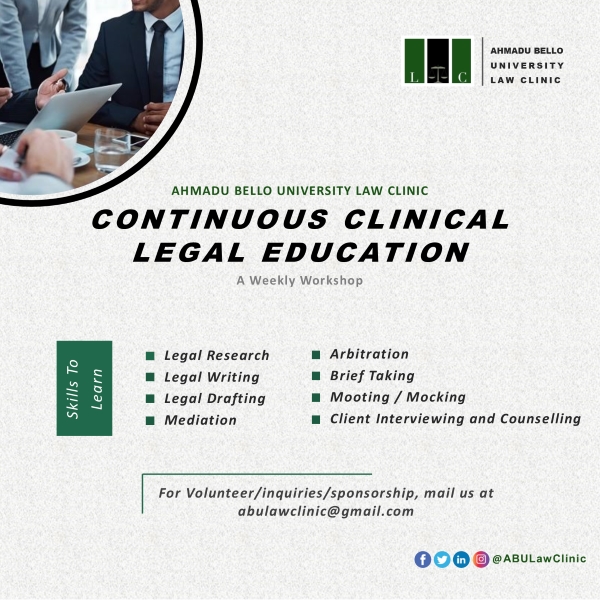 L C
AHMADU BELLO
UNIVERSITY
LAW CLINIC
AHMADU BELLO UNIVERSITY LAW CLINIC
CONTINUOUS CLINICAL
LEGAL EDUCATION
A Weekly Workshop
Skills To
Learn
Legal Research
Legal Writing
Legal Drafting
Mediation
Arbitration
Brief Taking
Mooting / Mocking
Client Interviewing and Counselling
For Volunteer/inquiries/sponsorship, mail us at
abulawclinic@gmail.com
@ABULawClinic